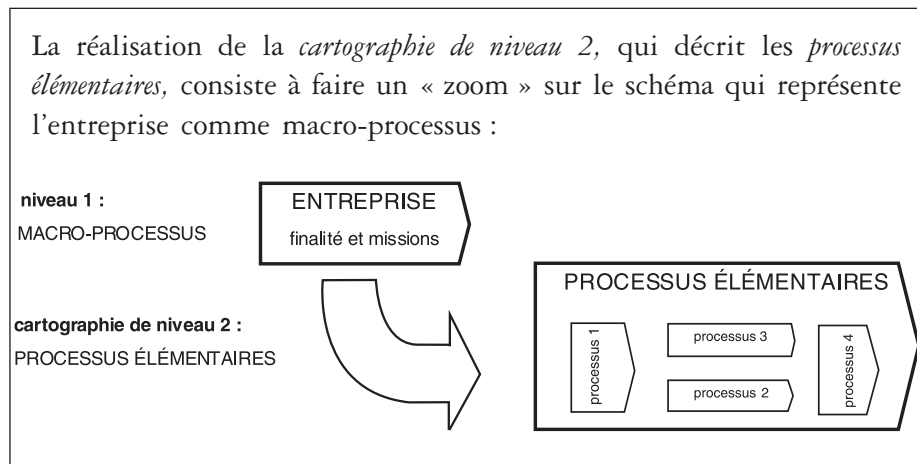 La réalisation de la cartographie de niveau 2, qui décrit les processus
élémentaires, consiste à faire un « zoom » sur le schéma qui représente
l'entreprise comme macro-processus :
niveau 1 :
MACRO-PROCESSUS
ENTREPRISE
finalité et missions
cartographie de niveau 2 :
PROCESSUS ÉLÉMENTAIRES
PROCESSUS ÉLÉMENTAIRES
processus 1
processus 3
processus 2
processus 4